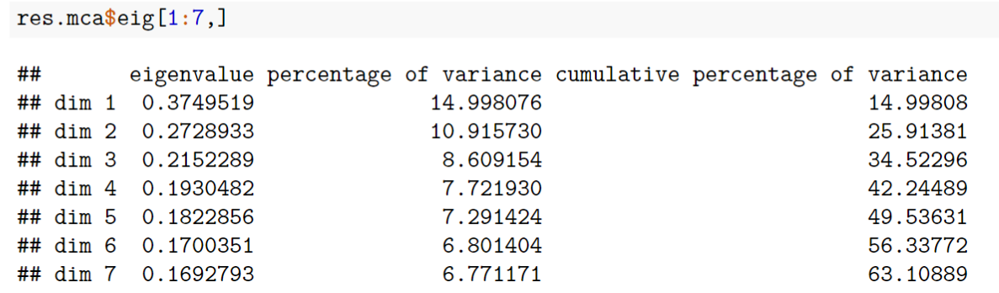 res.mca$eig[1:7,]
## eigenvalue percentage of variance cumulative percentage of variance
## dim 1 0.3749519 14.998076 14.99808
## dim 2 0.2728933 10.915730 25.91381
## dim 3 0.2152289 8.609154 34.52296
## dim 4 0.1930482 7.721930 42.24489
## dim 5 0.1822856 7.291424 49.53631
## dim 6 0.1700351 6.801404 56.33772
## dim 7 0.1692793 6.771171 63.10889